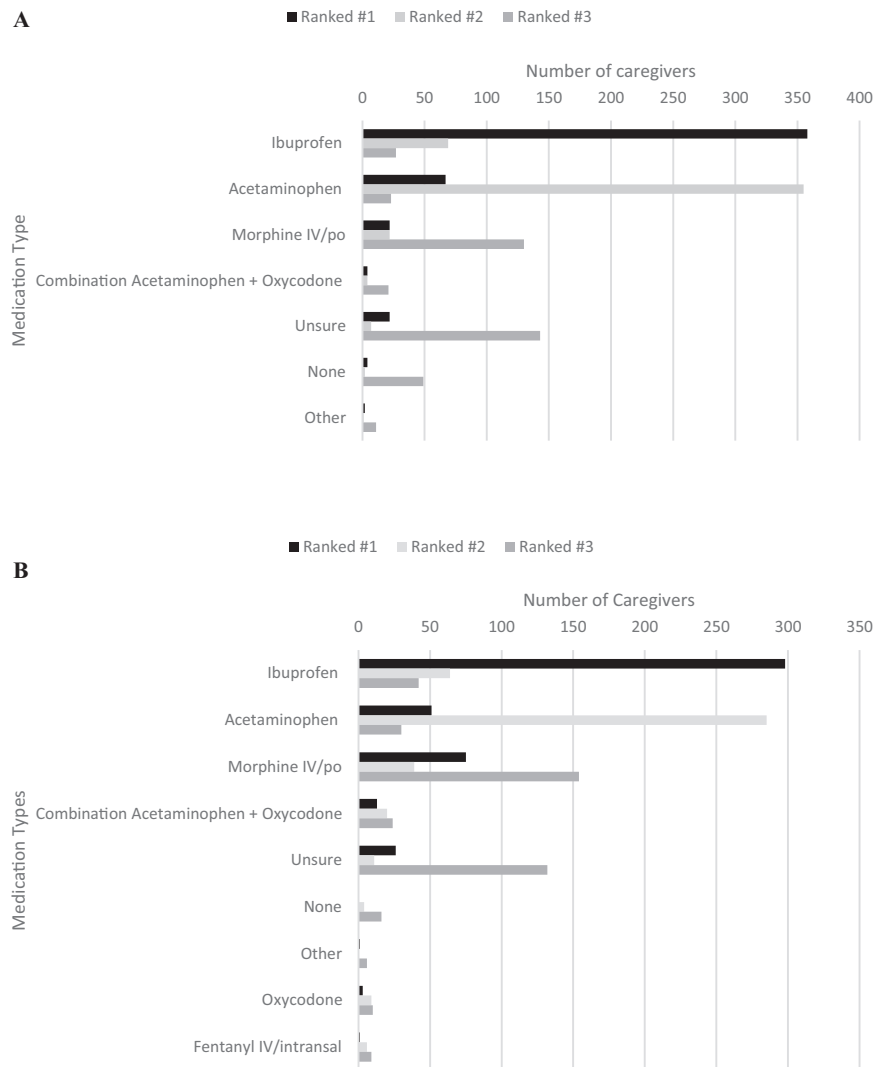 A
Ranked #1 Ranked #2 Ranked #3
Number of caregivers
0 50 100 150 200 250 300 350 400
Medication Type
Ibuprofen
Acetaminophen
Morphine IV/po
Combination Acetaminophen + Oxycodone
Unsure
None
Other
Ranked #1 Ranked #2 Ranked #3
B
Number of Caregivers
0 50 100 150 200 250 300 350
Medication Types
Ibuprofen
Acetaminophen
Morphine IV/po
Combination Acetaminophen + Oxycodone
Unsure
None
Other
Oxycodone
Fentanyl IV/intransal